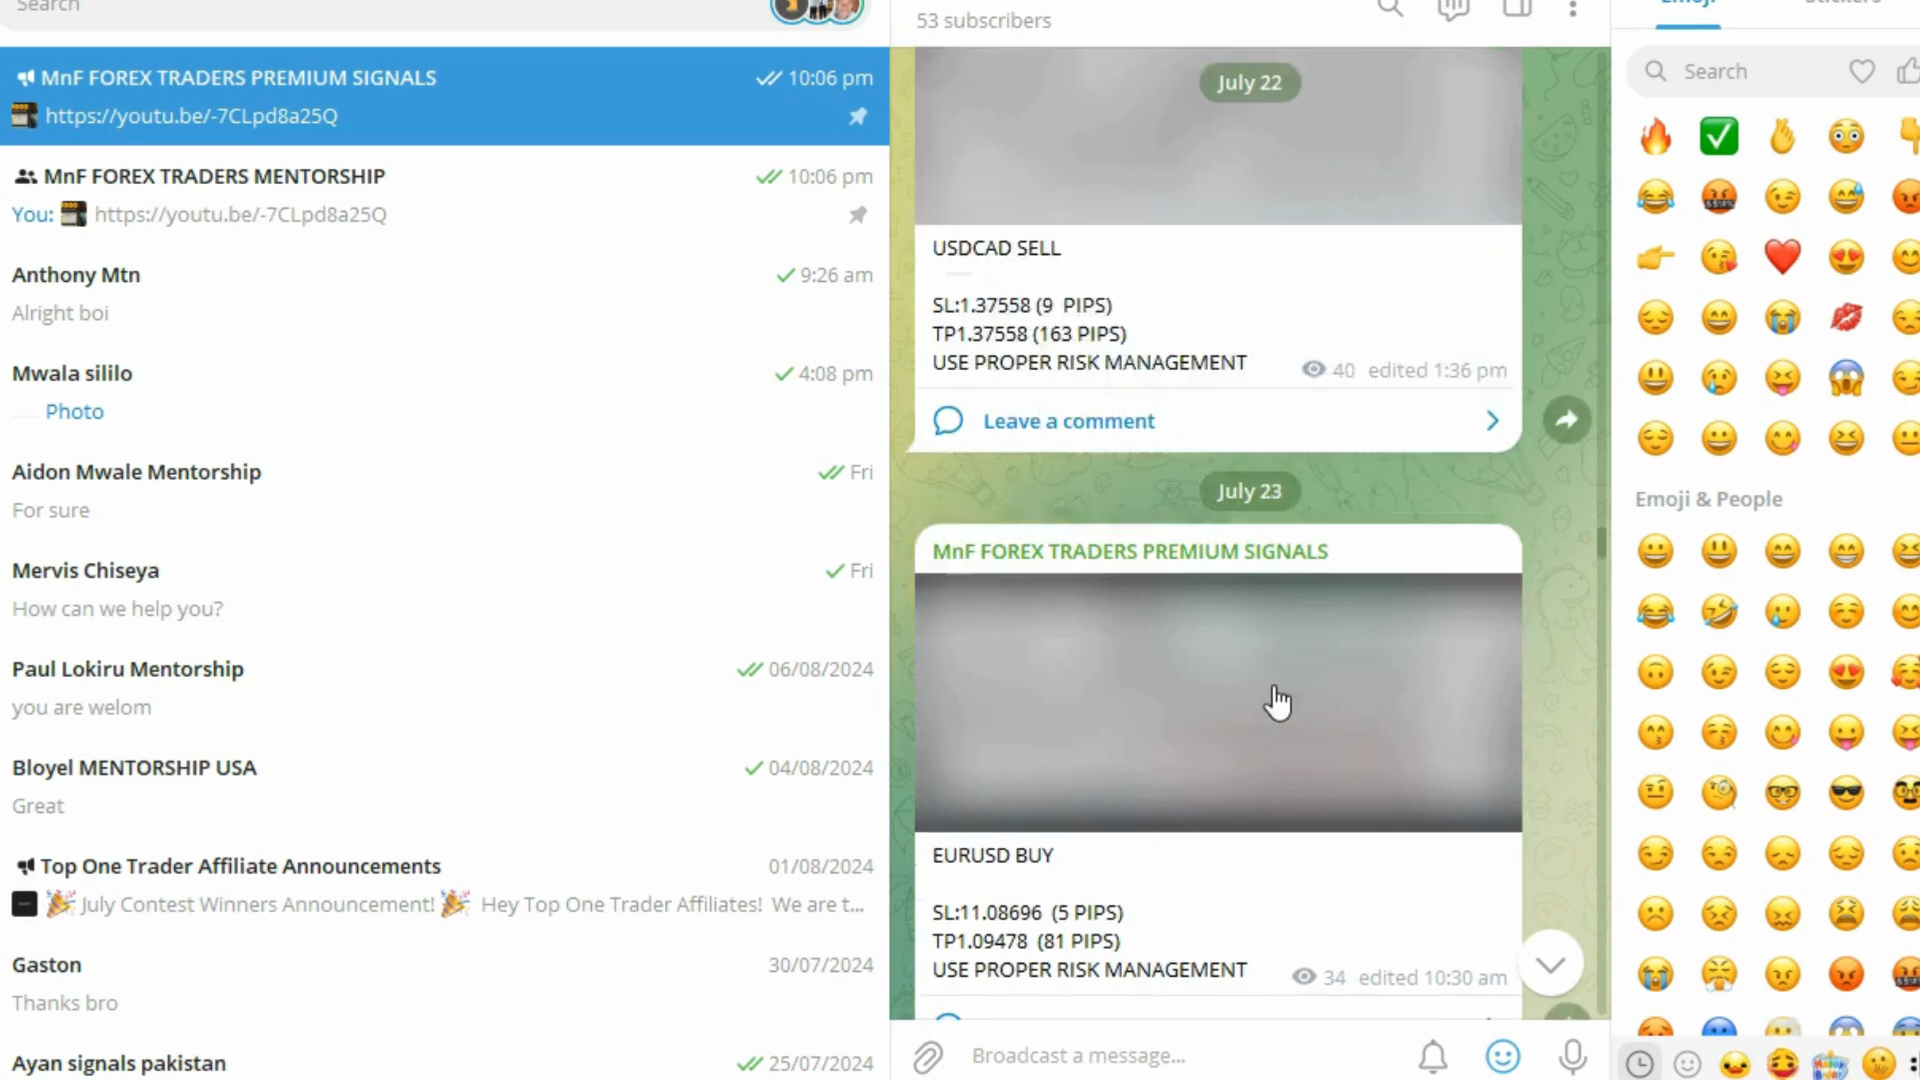 Search
MnF FOREX TRADERS PREMIUM SIGNALS 10:06 pm
https://youtu.be/-7CLpd8a25Q
MnF FOREX TRADERS MENTORSHIP 10:06 pm
You: https://youtu.be/-7CLpd8a25Q
Anthony Mtn 9:26 am
Alright boi
Mwala sililo 4:08 pm
Photo
Aidon Mwale Mentorship Fri
For sure
Mervis Chiseya Fri
How can we help you?
Paul Lokiru Mentorship 06/08/2024
you are welom
Bloyel MENTORSHIP USA 04/08/2024
Great
Top One Trader Affiliate Announcements 01/08/2024
🎉 July Contest Winners Announcement! 🎉 Hey Top One Trader Affiliates! We are t...
Gaston 30/07/2024
Thanks bro
Ayan signals pakistan 25/07/2024
53 subscribers
July 22
USDCAD SELL
SL:1.37558 (9 PIPS)
TP1.37558 (163 PIPS)
USE PROPER RISK MANAGEMENT 40 edited 1:36 pm
Leave a comment
July 23
MnF FOREX TRADERS PREMIUM SIGNALS
EURUSD BUY
SL:11.08696 (5 PIPS)
TP1.09478 (81 PIPS)
USE PROPER RISK MANAGEMENT 34 edited 10:30 am
Broadcast a message...
Emoji Stickers
Search
Emoji & People